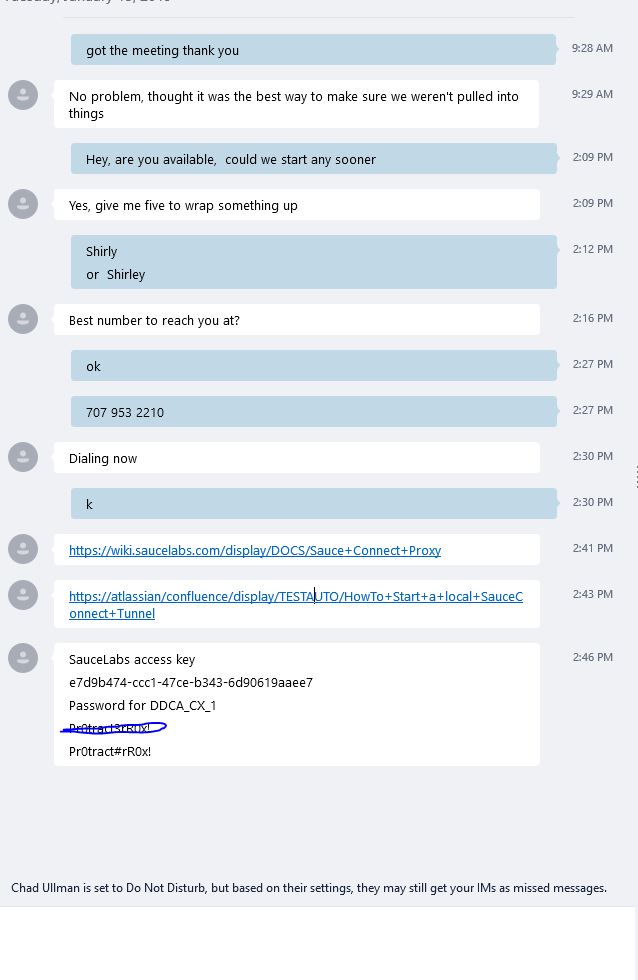 Tuesday, January
got the meeting thank you
9:28 AM
No problem, thought it was the best way to make sure we weren't pulled into
things
9:29 AM
Hey, are you available,  could we start any sooner
2:09 PM
Yes, give me five to wrap something up
2:09 PM
Shirly
or  Shirley
2:12 PM
Best number to reach you at?
2:16 PM
ok
2:27 PM
707 953 2210
2:27 PM
Dialing now
2:30 PM
k
2:30 PM
https://wiki.saucelabs.com/display/DOCS/Sauce+Connect+Proxy
2:41 PM
https://atlassian/confluence/display/TESTAUTO/HowTo+Start+a+local+SauceC
onnect+Tunnel
2:43 PM
SauceLabs access key
2:46 PM
e7d9b474-ccc1-47ce-b343-6d90619aaee7
Password for DDCA_CX_1
Pr0tract3rR0x!
Pr0tract#rR0x!
Chad Ullman is set to Do Not Disturb, but based on their settings, they may still get your IMs as missed messages.